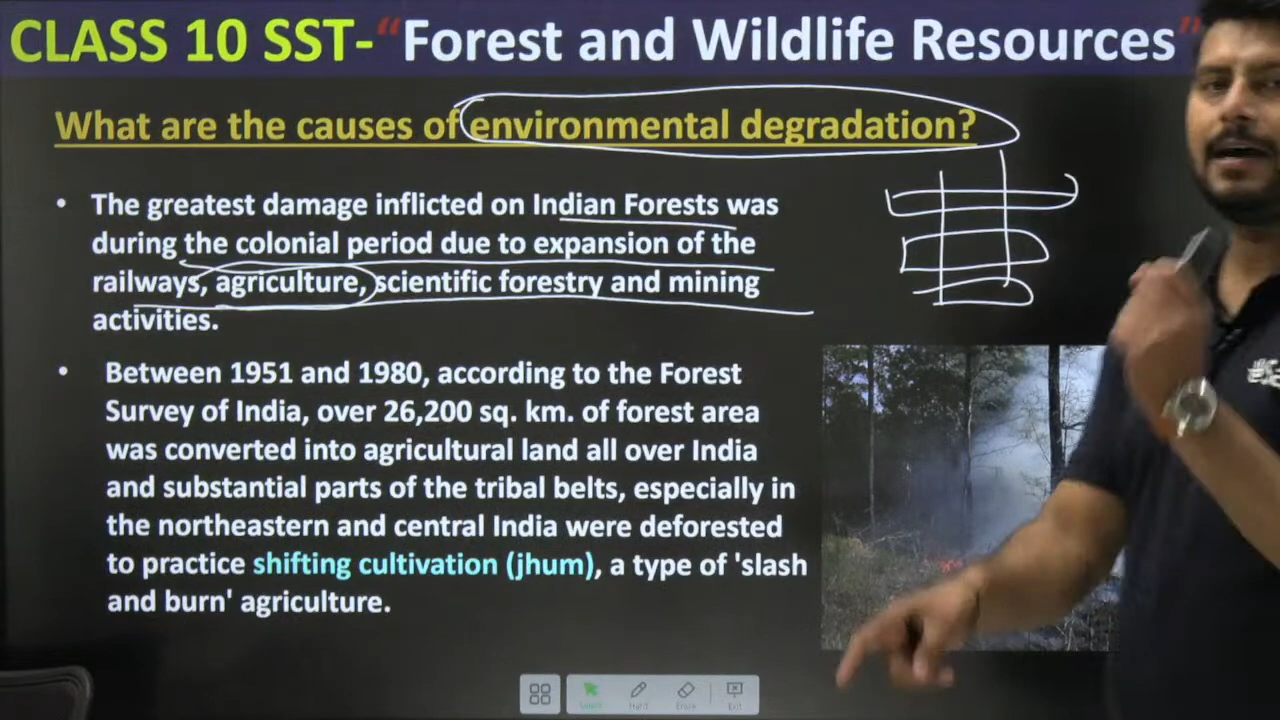 CLASS 10 SST-“Forest and Wildlife Resources”
What are the causes of environmental degradation?
• The greatest damage inflicted on Indian Forests was
during the colonial period due to expansion of the
railways, agriculture, scientific forestry and mining
activities.
• Between 1951 and 1980, according to the Forest
Survey of India, over 26,200 sq. km. of forest area
was converted into agricultural land all over India
and substantial parts of the tribal belts, especially in
the northeastern and central India were deforested
to practice shifting cultivation (jhum), a type of 'slash
and burn' agriculture.
Hard Erase Exit